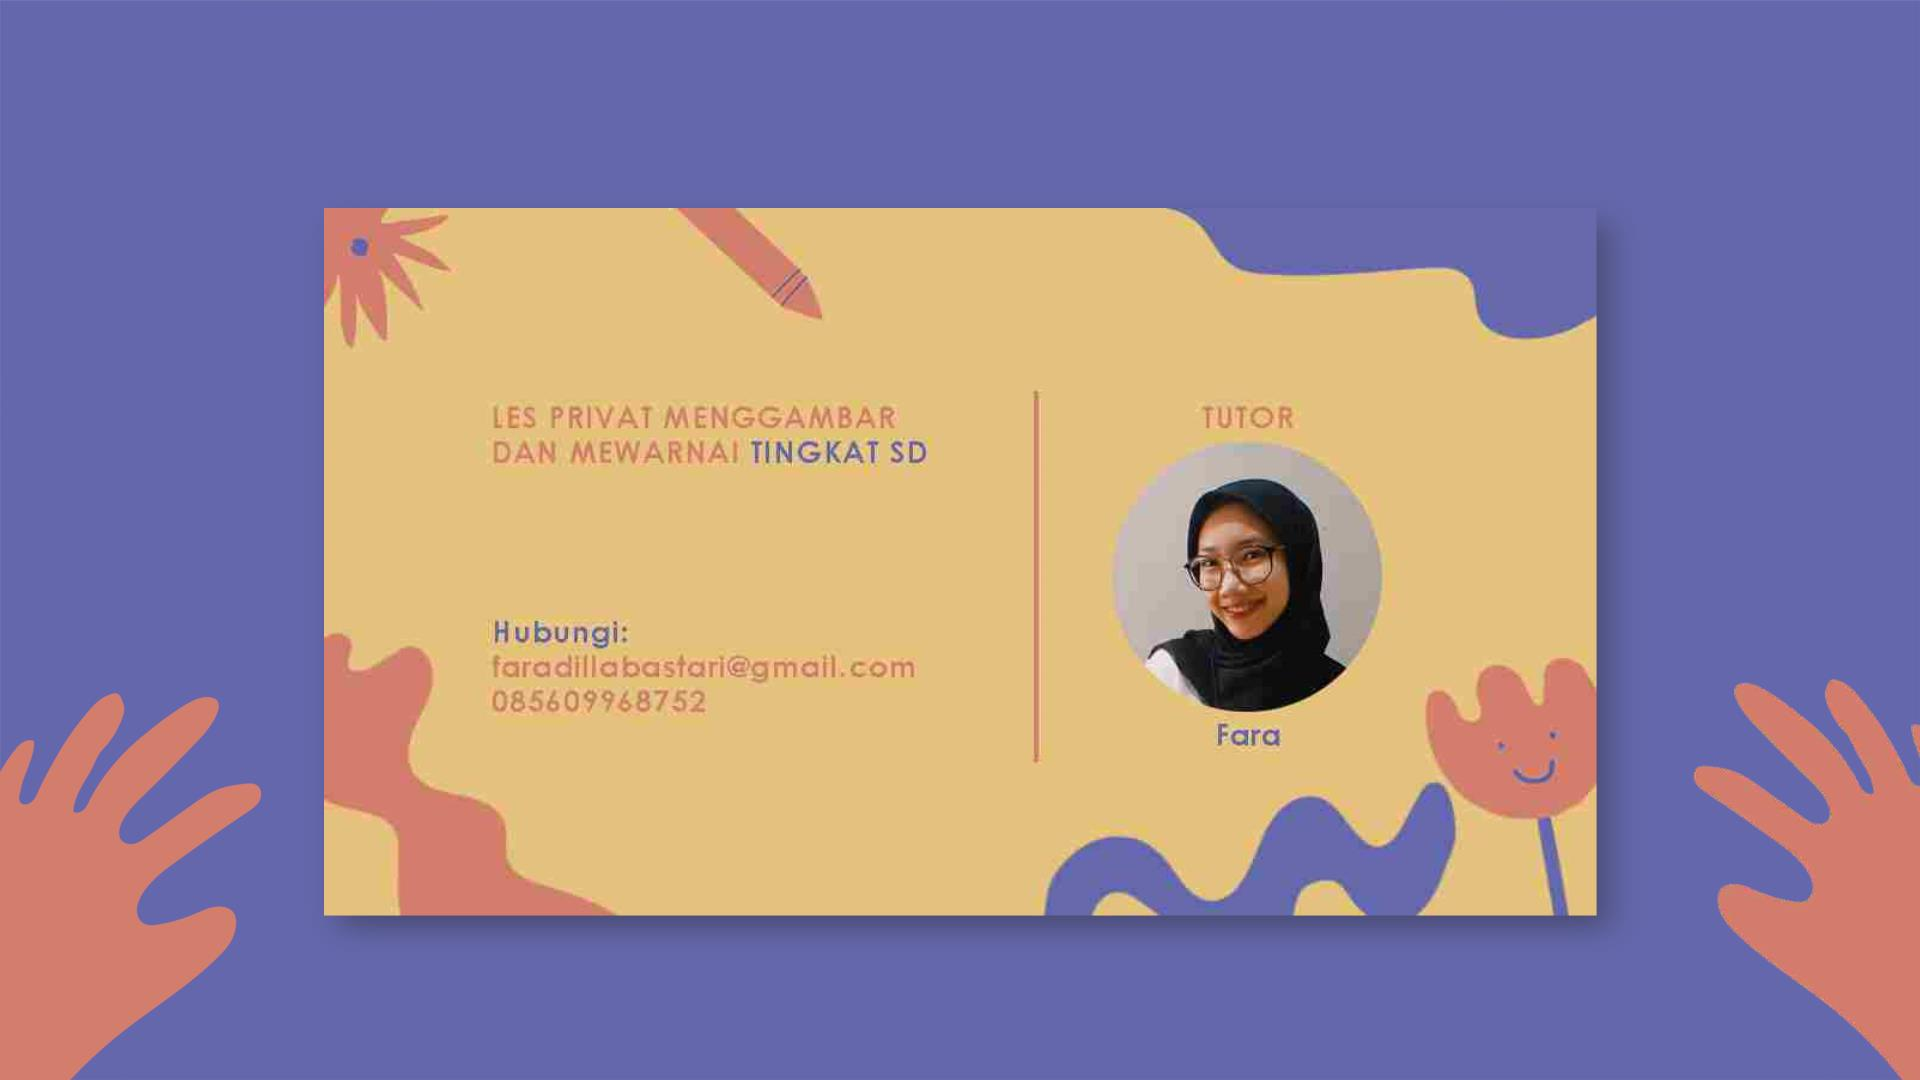 LES PRIVAT MENGGAMBAR
DAN MEWARNAI TINGKAT SD
Hubungi:
faradillabastari@gmail.com
085609968752
TUTOR
Fara